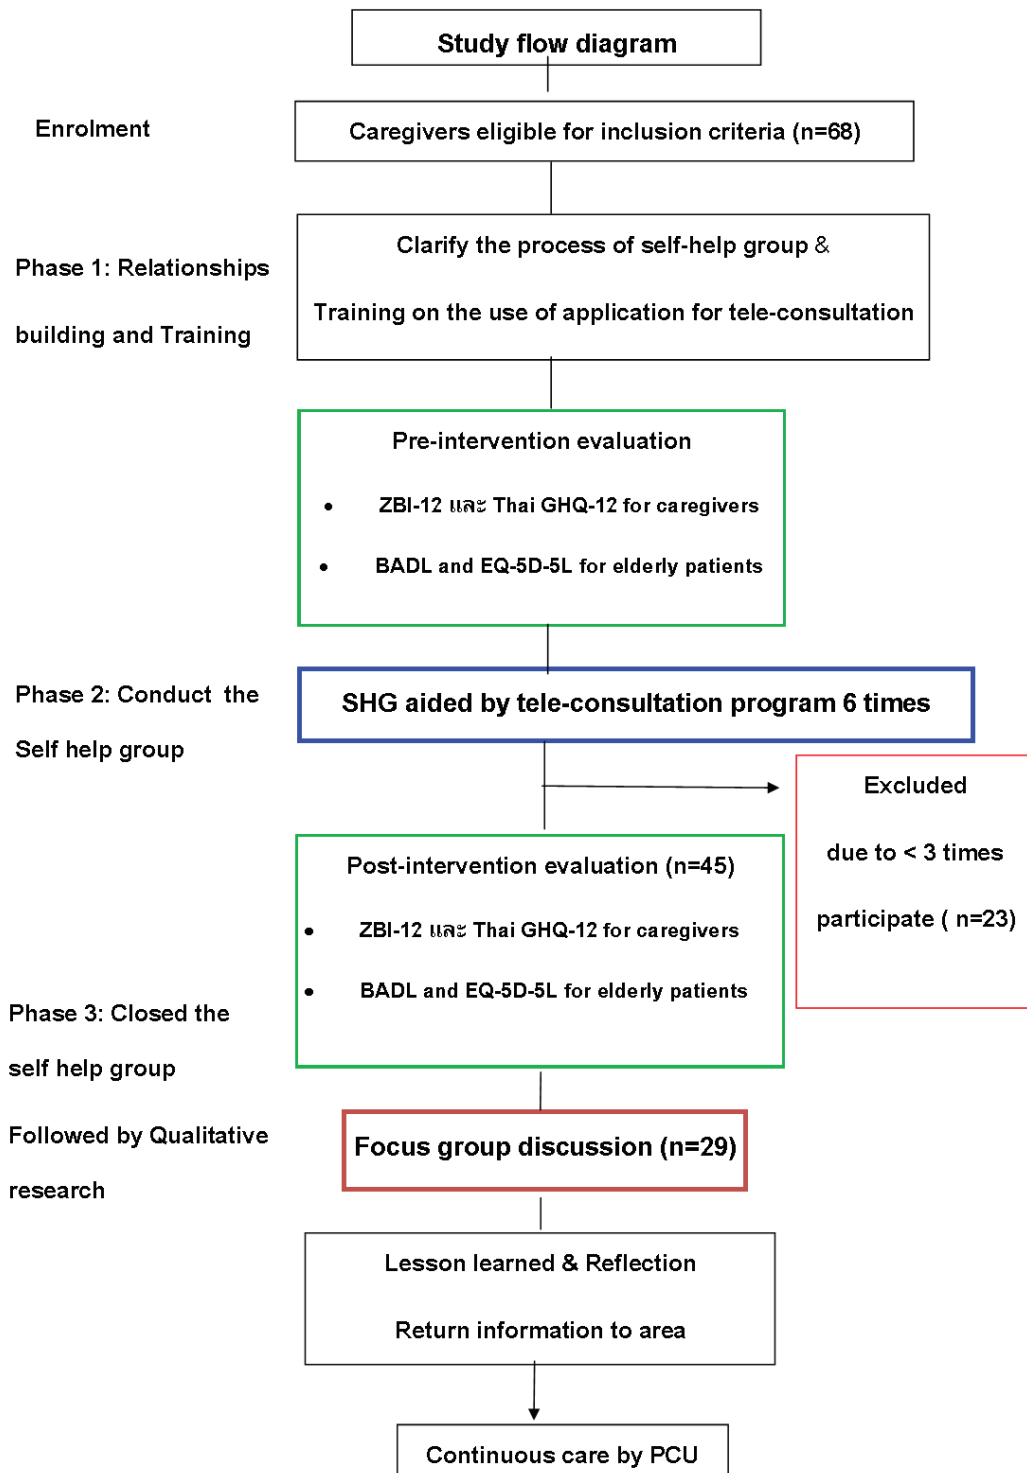 Study flow diagram
Enrolment
Caregivers eligible for inclusion criteria (n=68)
Phase 1: Relationships
building and Training
Clarify the process of self-help group &
Training on the use of application for tele-consultation
Pre-intervention evaluation
• ZBI-12 และ Thai GHQ-12 for caregivers
• BADL and EQ-5D-5L for elderly patients
Phase 2: Conduct the
Self help group
SHG aided by tele-consultation program 6 times
Excluded
due to < 3 times
participate ( n=23)
Post-intervention evaluation (n=45)
• ZBI-12 และ Thai GHQ-12 for caregivers
• BADL and EQ-5D-5L for elderly patients
Phase 3: Closed the
self help group
Followed by Qualitative
research
Focus group discussion (n=29)
Lesson learned & Reflection
Return information to area
Continuous care by PCU